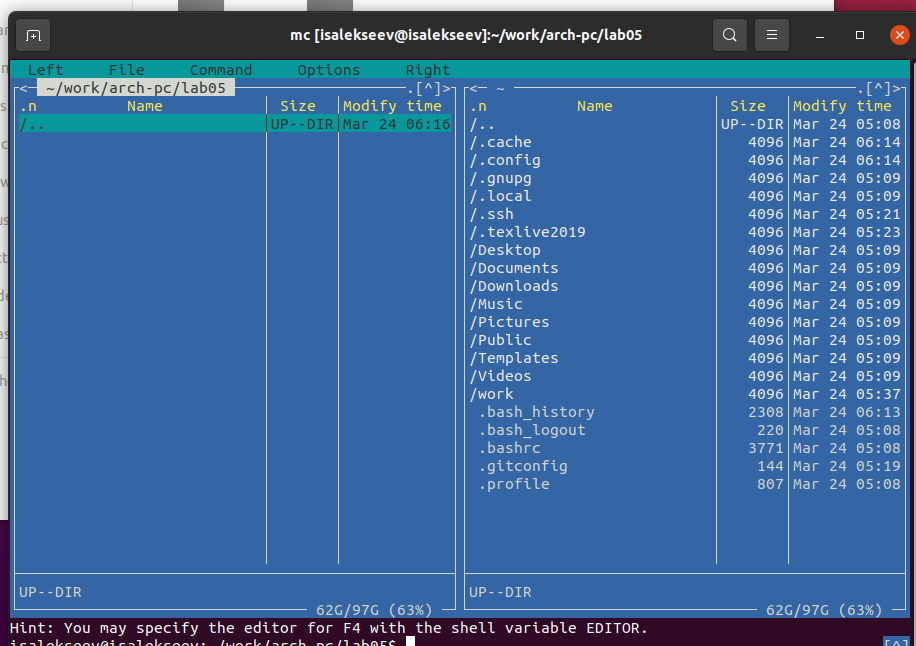 mc [isalekseev@isalekseev]:~/work/arch-pc/lab05
Left File Command Options Right
<─ ~/work/arch-pc/lab05 ─.[^]>
.n Name Size Modify time
/.. UP--DIR Mar 24 06:16
UP--DIR
62G/97G (63%)
<─ ~ ─.[^]>
.n Name Size Modify time
/.. UP--DIR Mar 24 05:08
/.cache 4096 Mar 24 06:14
/.config 4096 Mar 24 06:14
/.gnupg 4096 Mar 24 05:09
/.local 4096 Mar 24 05:09
/.ssh 4096 Mar 24 05:21
/.texlive2019 4096 Mar 24 05:23
/Desktop 4096 Mar 24 05:09
/Documents 4096 Mar 24 05:09
/Downloads 4096 Mar 24 05:09
/Music 4096 Mar 24 05:09
/Pictures 4096 Mar 24 05:09
/Public 4096 Mar 24 05:09
/Templates 4096 Mar 24 05:09
/Videos 4096 Mar 24 05:09
/work 4096 Mar 24 05:37
.bash_history 2308 Mar 24 06:13
.bash_logout 220 Mar 24 05:08
.bashrc 3771 Mar 24 05:08
.gitconfig 144 Mar 24 05:19
.profile 807 Mar 24 05:08
UP--DIR
62G/97G (63%)
Hint: You may specify the editor for F4 with the shell variable EDITOR.
isalekseev@isalekseev:~/work/arch-pc/lab05$ [^]